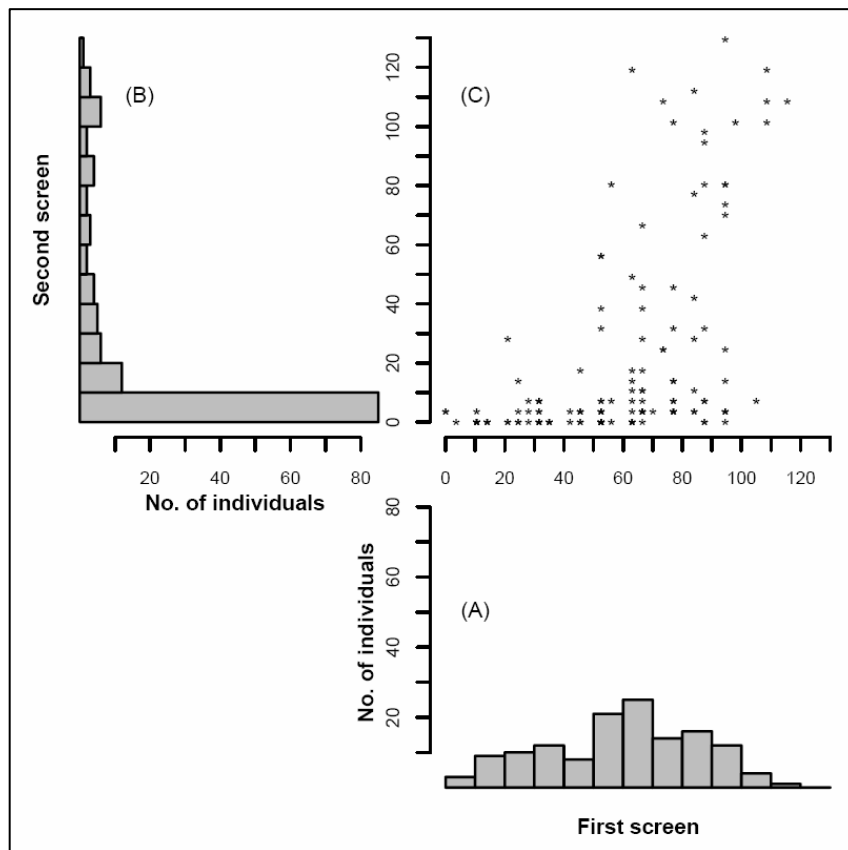 (B)
Second screen
20 40 60 80
No. of individuals
(C)
120
100
80
60
40
20
0
0 20 40 60 80 100 120
(A)
No. of individuals
80
60
40
20
First screen